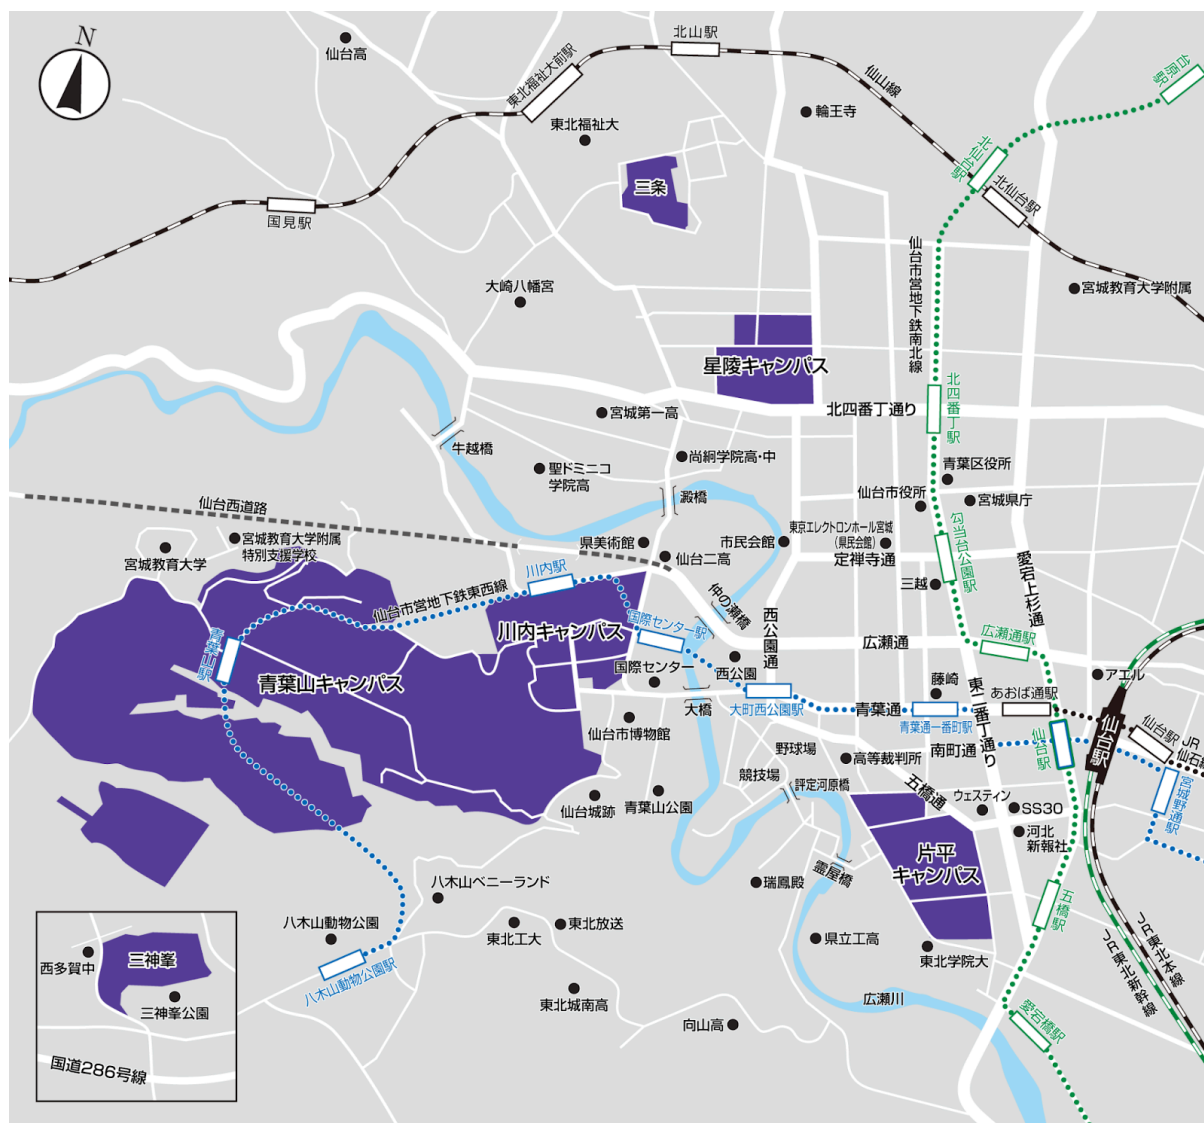 N
仙台高
東北福祉大前駅
北山駅
仙山線
台原駅
輪王寺
東北福祉大
北仙台駅
三条
北仙台駅
国見駅
仙台市営地下鉄南北線
大崎八幡宮
宮城教育大学附属
星陵キャンパス
宮城第一高
北四番丁通り
北四番丁駅
牛越橋
尚絅学院高・中
聖ドミニコ
学院高
青葉区役所
仙台市役所
宮城県庁
仙台西道路
澱橋
東京エレクトロンホール宮城
(県民会館)
勾当台公園駅
宮城教育大学附属
特別支援学校
宮城教育大学
県美術館
仙台二高
市民会館
定禅寺通
愛宕上杉通
川内駅
三越
仙台市営地下鉄東西線
仲の瀬橋
西公園通
川内キャンパス
国際センター駅
広瀬通
広瀬通駅
青葉山駅
国際センター
西公園
アエル
青葉山キャンパス
藤崎
東二番丁通り
あおば通駅
大橋
大町西公園駅
青葉通
青葉通一番町駅
仙台駅
仙台駅
仙台駅
JR
仙石線
仙台市博物館
野球場
南町通
高等裁判所
競技場
評定河原橋
五橋通
ウェスティン
SS30
宮城野通駅
仙台城跡
青葉山公園
河北
新報社
片平
キャンパス
霊屋橋
瑞鳳殿
八木山ベニーランド
五橋駅
八木山動物公園
東北工大
東北放送
県立工高
東北学院大
JR東北本線
JR東北新幹線
西多賀中
三神峯
八木山動物公園駅
三神峯公園
東北城南高
広瀬川
向山高
愛宕橋駅
国道286号線